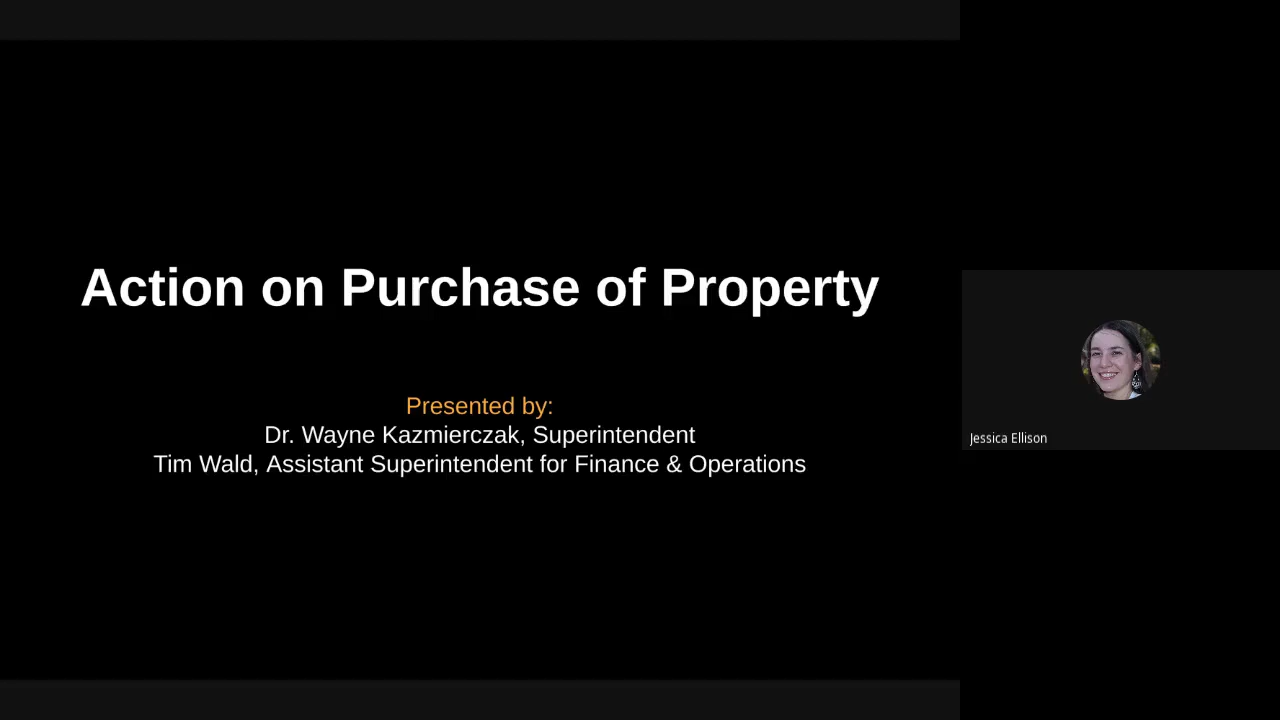 Action on Purchase of Property
Presented by:
Dr. Wayne Kazmierczak, Superintendent
Tim Wald, Assistant Superintendent for Finance & Operations
Jessica Ellison